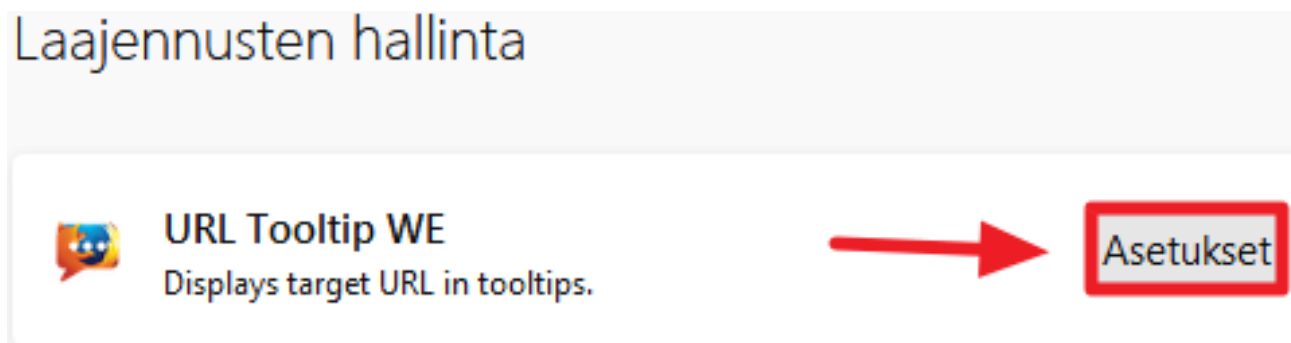 Laajennusten hallinta
URL Tooltip WE
Asetukset
Displays target URL in tooltips.